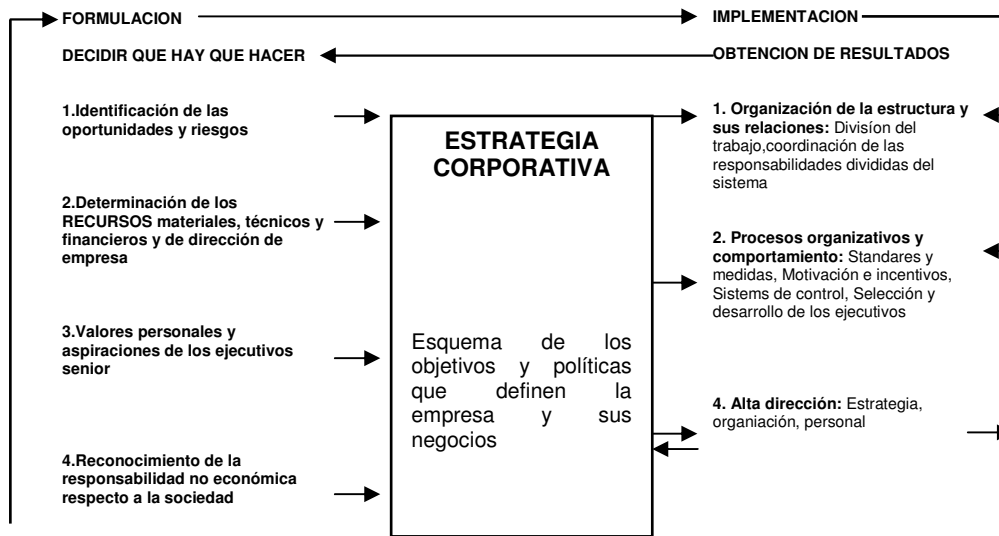 FORMULACION
DECIDIR QUE HAY QUE HACER
1.Identificación de las
oportunidades y riesgos
2.Determinación de los
RECURSOS materiales, técnicos y
financieros y de dirección de
empresa
3.Valores personales y
aspiraciones de los ejecutivos
senior
4.Reconocimiento de la
responsabilidad no económica
respecto a la sociedad
ESTRATEGIA
CORPORATIVA
Esquema de los
objetivos y políticas
que definen la
empresa y sus
negocios
IMPLEMENTACION
OBTENCION DE RESULTADOS
1. Organización de la estructura y
sus relaciones: Divisíon del
trabajo,coordinación de las
responsabilidades divididas del
sistema
2. Procesos organizativos y
comportamiento: Standares y
medidas, Motivación e incentivos,
Sistems de control, Selección y
desarrollo de los ejecutivos
4. Alta dirección: Estrategia,
organiación, personal